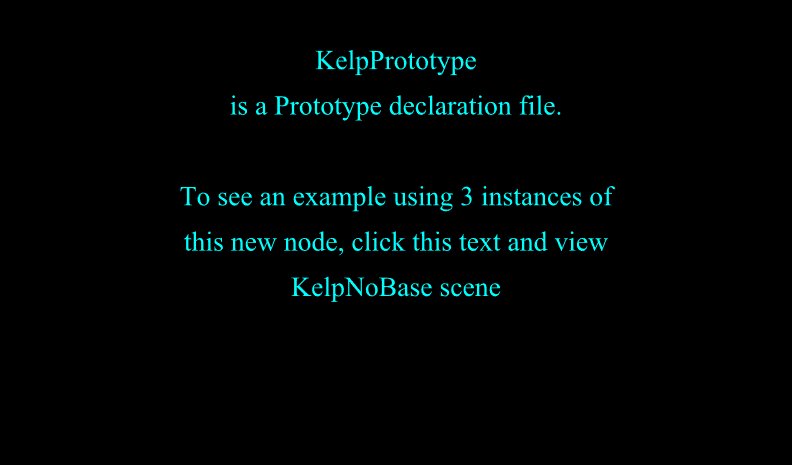 KelpPrototype
is a Prototype declaration file.
To see an example using 3 instances of
this new node, click this text and view
KelpNoBase scene